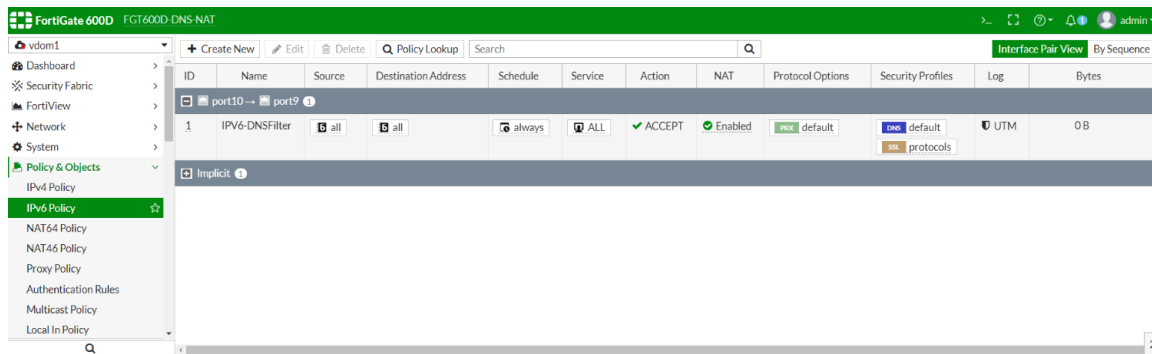 FortiGate 600D FGT600D-DNS-NAT >_ admin
vdom1
Create New Edit Delete Policy Lookup Search Interface Pair View By Sequence
Dashboard
Security Fabric
FortiView
Network
System
Policy & Objects
IPv4 Policy
IPv6 Policy
NAT64 Policy
NAT46 Policy
Proxy Policy
Authentication Rules
Multicast Policy
Local In Policy
ID Name Source Destination Address Schedule Service Action NAT Protocol Options Security Profiles Log Bytes
port10 → port9 1
1 IPV6-DNSFilter 6 all 6 all always ALL ACCEPT Enabled PRX default DNS default UTM 0 B
SSL protocols
Implicit 1